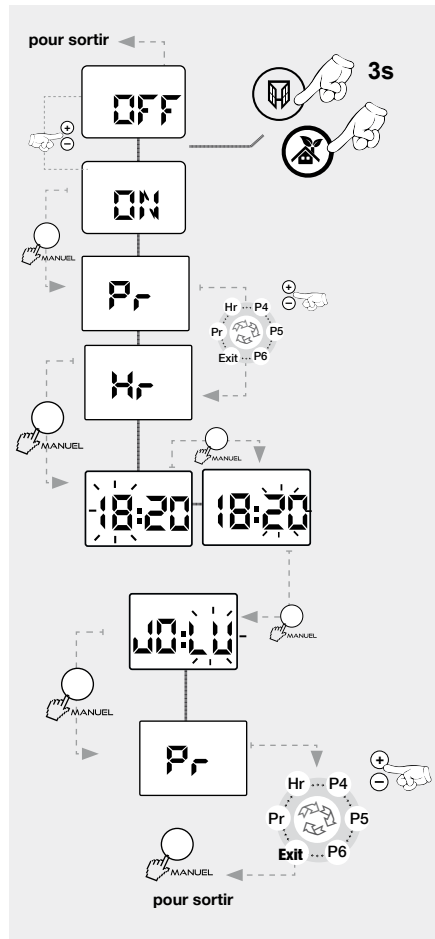 pour sortir
3s
OFF
+
−
ON
MANUEL
Pr
+
−
Hr ... P4
Pr P5
Exit ... P6
Hr
MANUEL
MANUEL
18:20 18:20
JO:LU
MANUEL
MANUEL
Pr
+
−
Hr ... P4
Pr P5
Exit ... P6
MANUEL
pour sortir